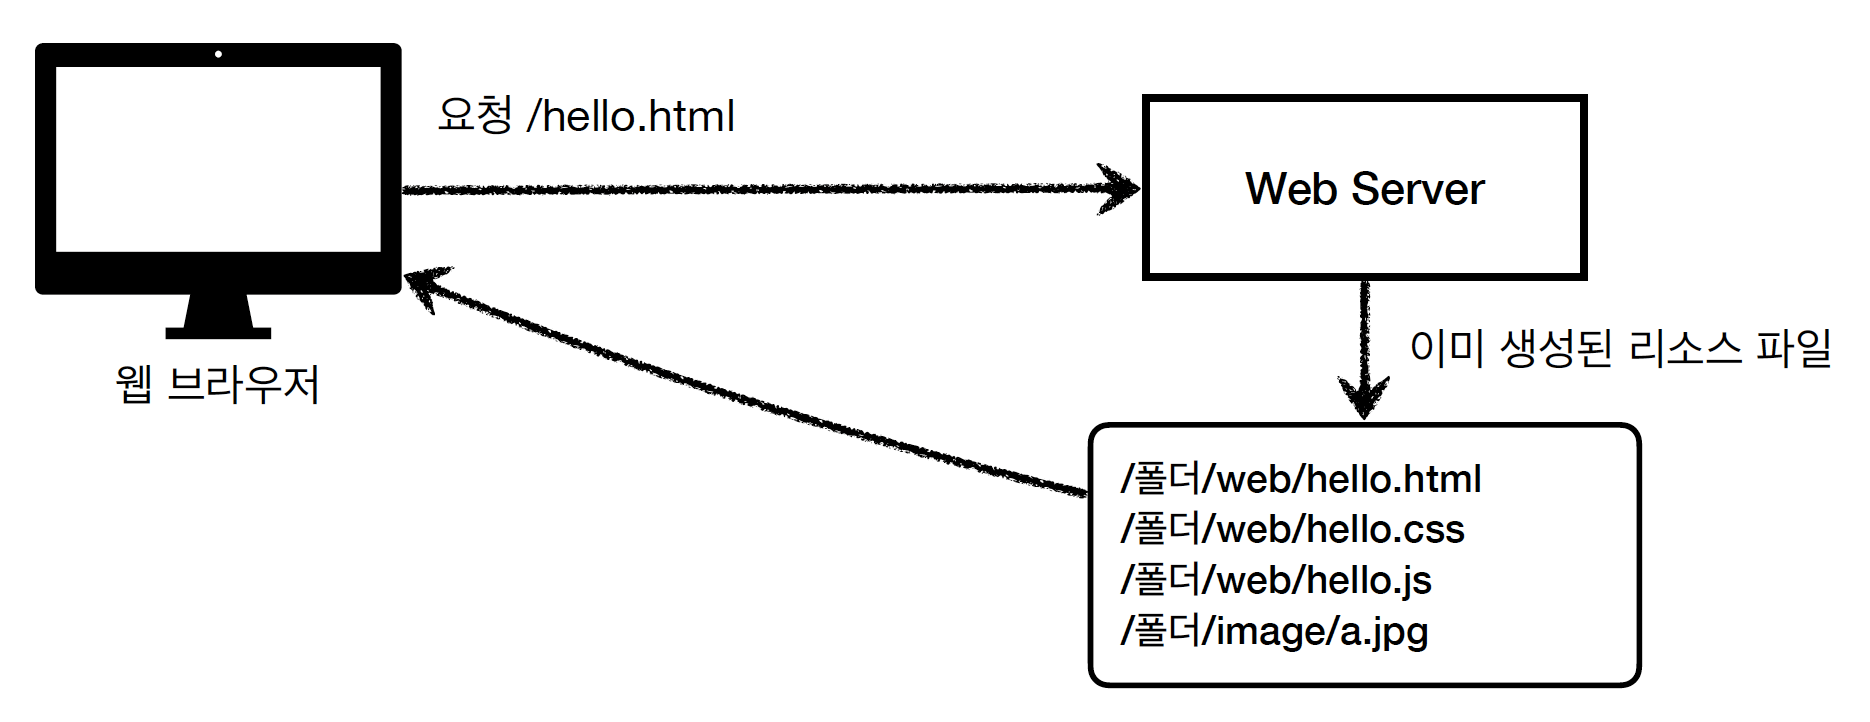 요청 /hello.html
Web Server
웹 브라우저
이미 생성된 리소스 파일
/폴더/web/hello.html
/폴더/web/hello.css
/폴더/web/hello.js
/폴더/image/a.jpg